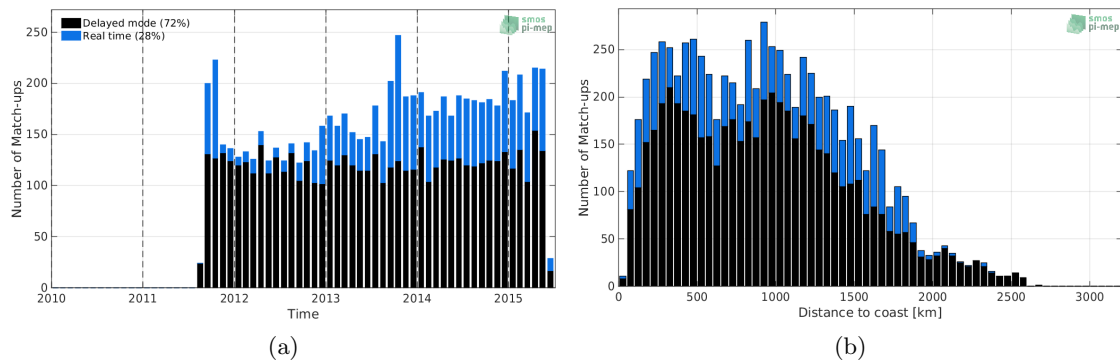 Delayed mode (72%)
Real time (28%)
smos
pi-mep
Number of Match-ups
250
200
150
100
50
0
2010
2011
2012
2013
2014
2015
Time
(a)
smos
pi-mep
Number of Match-ups
250
200
150
100
50
0
0
500
1000
1500
2000
2500
3000
Distance to coast [km]
(b)